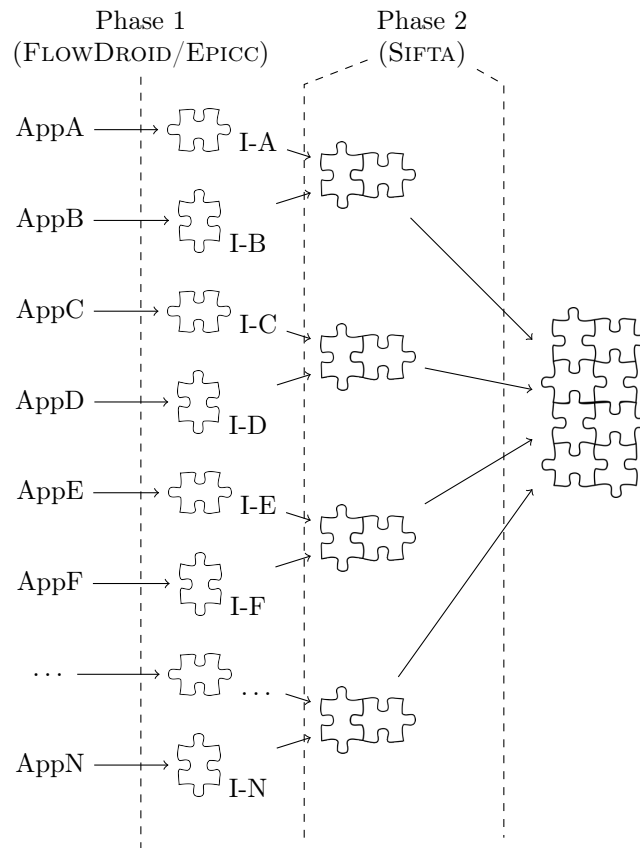 Phase 1
(FLOWDROID/EPICC)
Phase 2
(SIFTA)
AppA
I-A
AppB
I-B
AppC
I-C
AppD
I-D
AppE
I-E
AppF
I-F
...
...
AppN
I-N